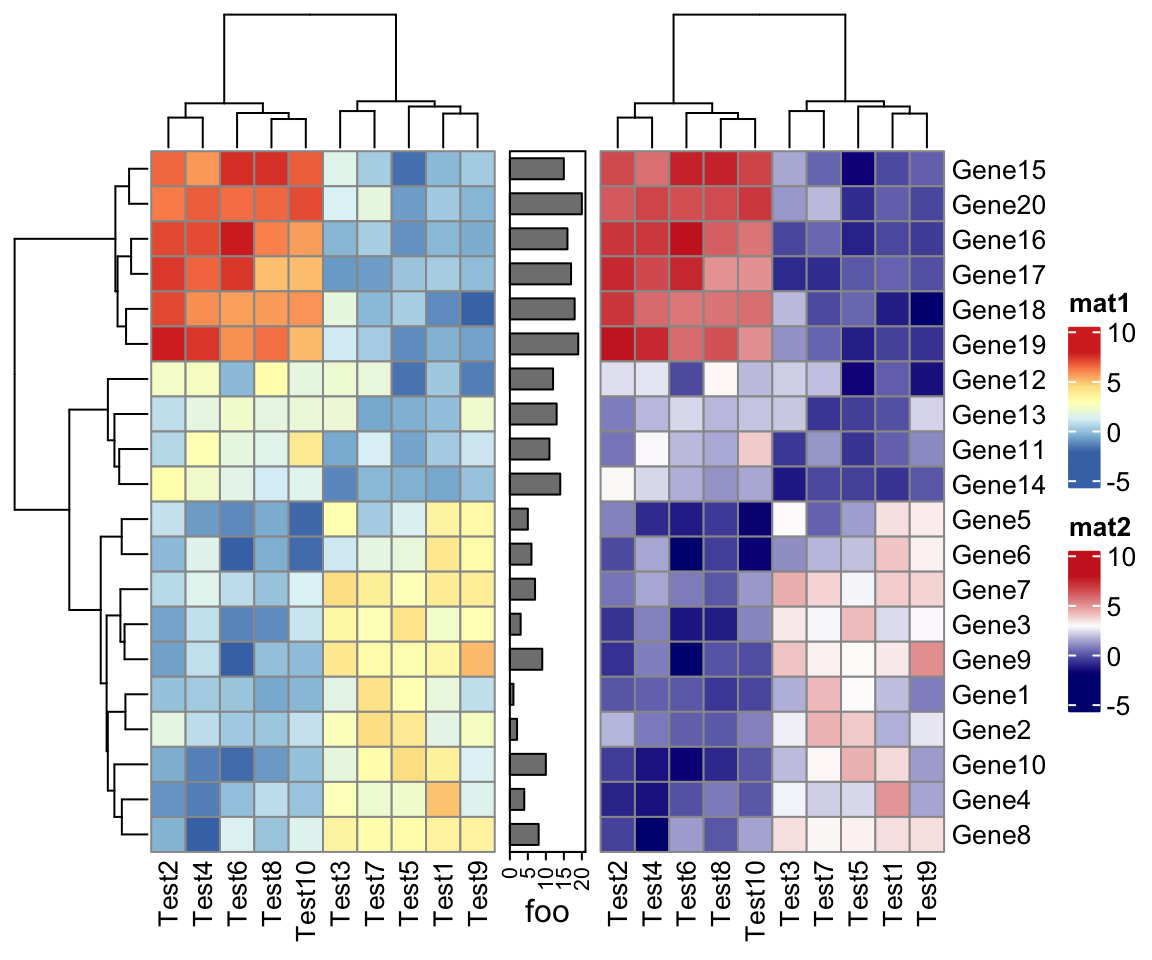 Gene15
Gene20
Gene16
Gene17
Gene18
Gene19
Gene12
Gene13
Gene11
Gene14
Gene5
Gene6
Gene7
Gene3
Gene9
Gene1
Gene2
Gene10
Gene4
Gene8
mat1
10
5
0
-5
mat2
10
5
0
-5
Test2
Test4
Test6
Test8
Test10
Test3
Test7
Test5
Test1
Test9
0
5
10
15
20
foo
Test2
Test4
Test6
Test8
Test10
Test3
Test7
Test5
Test1
Test9